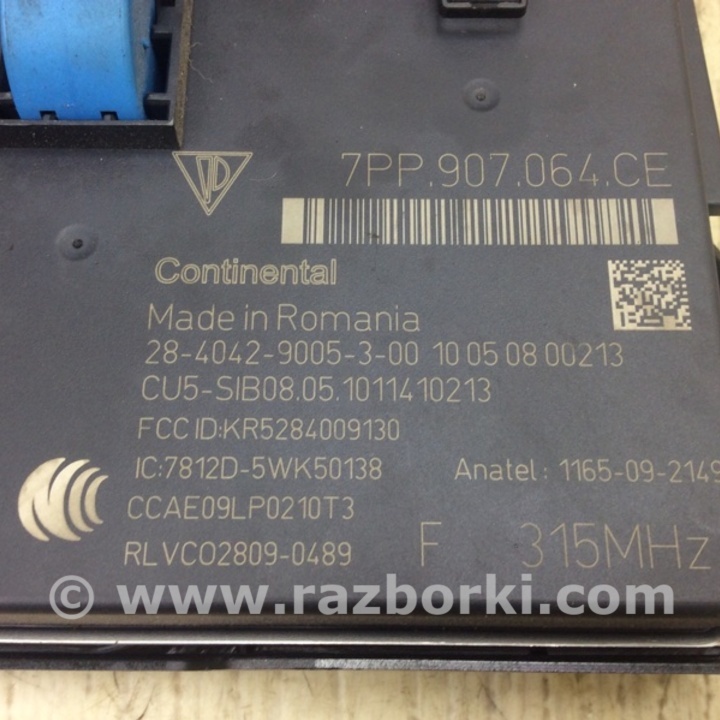 7PP.907.064.CE
Continental
Made in Romania
28-4042-9005-3-00 10 05 08 00213
CU5-SIB08.05.1011410213
FCC ID:KR5284009130
IC:7812D-5WK50138 Anatel: 1165-09-2149
CCAE09LP0210T3
RLVCO2809-0489 F 315MHz
© www.razborki.com